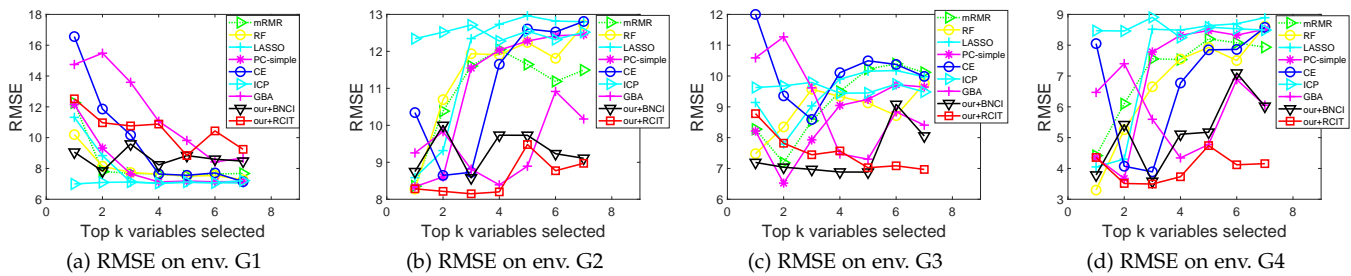 18
16
14
12
10
8
6
RMSE
0 2 4 6 8
Top k variables selected
mRMR
RF
LASSO
PC-simple
CE
ICP
GBA
our+BNCI
our+RCIT
(a) RMSE on env. G1
13
12
11
10
9
8
RMSE
0 2 4 6 8
Top k variables selected
mRMR
RF
LASSO
PC-simple
CE
ICP
GBA
our+BNCI
our+RCIT
(b) RMSE on env. G2
12
11
10
9
8
7
6
RMSE
0 2 4 6 8
Top k variables selected
mRMR
RF
LASSO
PC-simple
CE
ICP
GBA
our+BNCI
our+RCIT
(c) RMSE on env. G3
9
8
7
6
5
4
3
RMSE
0 2 4 6 8
Top k variables selected
mRMR
RF
LASSO
PC-simple
CE
ICP
GBA
our+BNCI
our+RCIT
(d) RMSE on env. G4